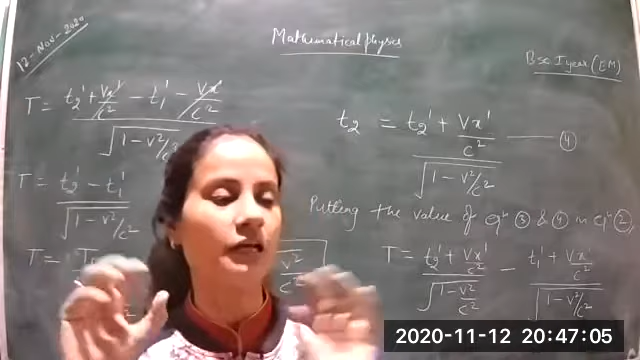 12-Nov-2020
Mathematical physics
BSc I year (EM)
T = t₂' + Vx'/c² - t₁' - Vx'/c² / √(1 - v²/c²)
T = t₂' - t₁' / √(1 - v²/c²)
T = T₀
v²/c²
t₂ = t₂' + Vx'/c² / √(1 - v²/c²) —— ④
Putting the value of eqⁿ ③ & ④ in eqⁿ ②,
T = t₂' + Vx'/c² / √(1 - v²/c²) - t₁' + Vx'/c² / √(1 - v²/c²)
2020-11-12 20:47:05